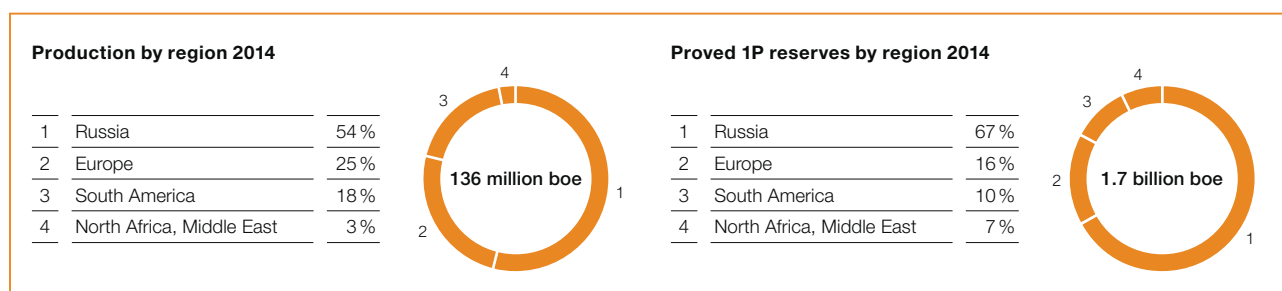 Production by region 2014
1 Russia 54 %
2 Europe 25 %
3 South America 18 %
4 North Africa, Middle East 3 %
4
3
136 million boe
1
2
Proved 1P reserves by region 2014
1 Russia 67 %
2 Europe 16 %
3 South America 10 %
4 North Africa, Middle East 7 %
4
3
2
1.7 billion boe
1